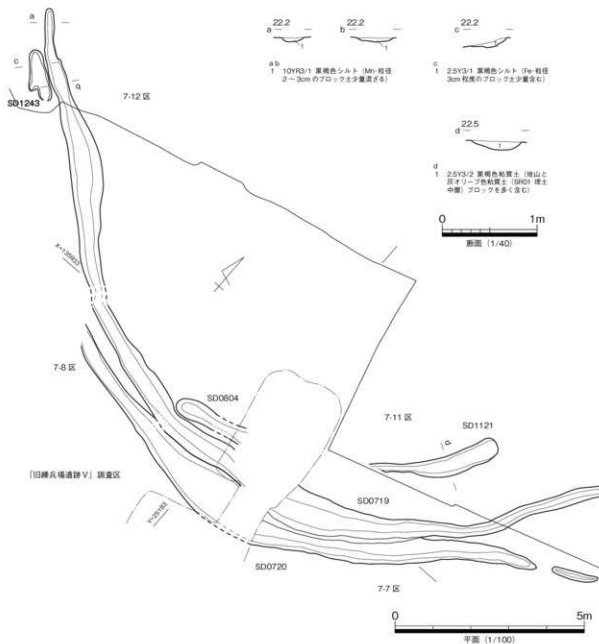 22.2
a
1
22.2
b
1
22.2
c
1
a b
1 10YR3/1 黒褐色シルト（Mn-粒径
2～3cmのブロック土少量混ざる）
c
1 2.5Y3/1 黒褐色シルト（Fe-粒径
3cm程度のブロック土少量含む）
22.5
d
1
d
1 2.5Y3/2 黒褐色粘質土（地山と
灰オリーブ色粘質土（SR01 埋土
中層）ブロックを多く含む）
0 1m
断面（1/40）
a
c
b
SD1243
7-12 区
7-8 区
SD0804
7-11 区
SD1121
d
『旧練兵場遺跡Ⅴ』調査区
Y=25183
SD0719
SD0720
7-7 区
0 5m
平面（1/100）